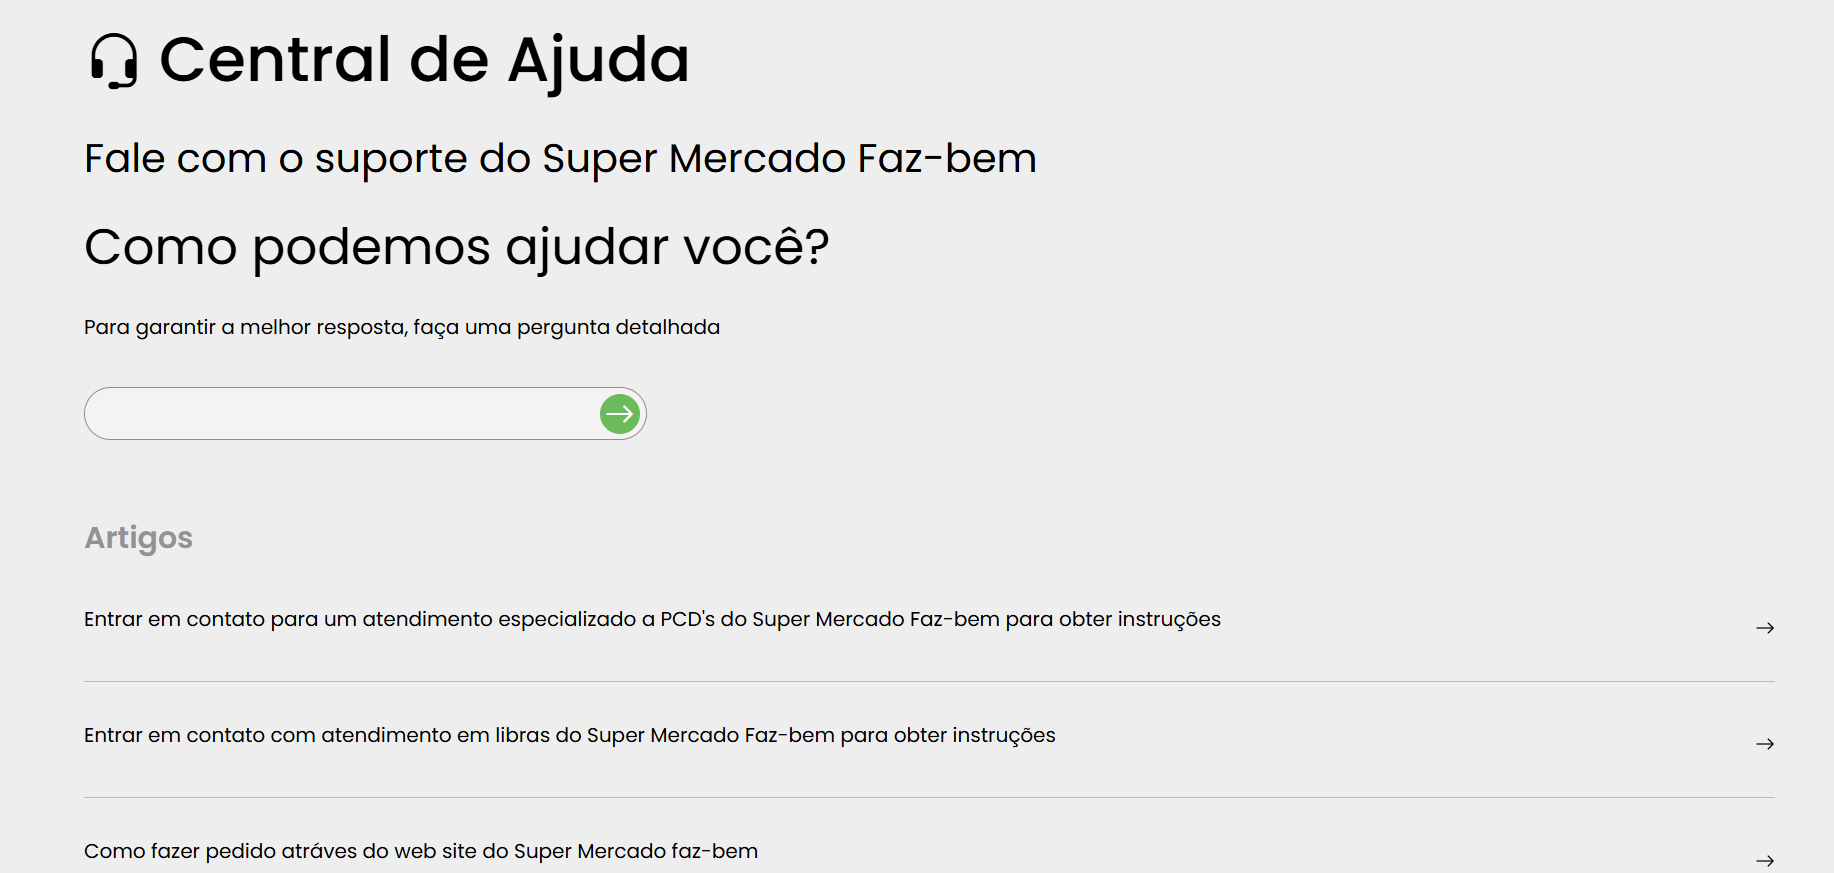 Central de Ajuda
Fale com o suporte do Super Mercado Faz-bem
Como podemos ajudar você?
Para garantir a melhor resposta, faça uma pergunta detalhada
Artigos
Entrar em contato para um atendimento especializado a PCD's do Super Mercado Faz-bem para obter instruções
Entrar em contato com atendimento em libras do Super Mercado Faz-bem para obter instruções
Como fazer pedido atráves do web site do Super Mercado faz-bem